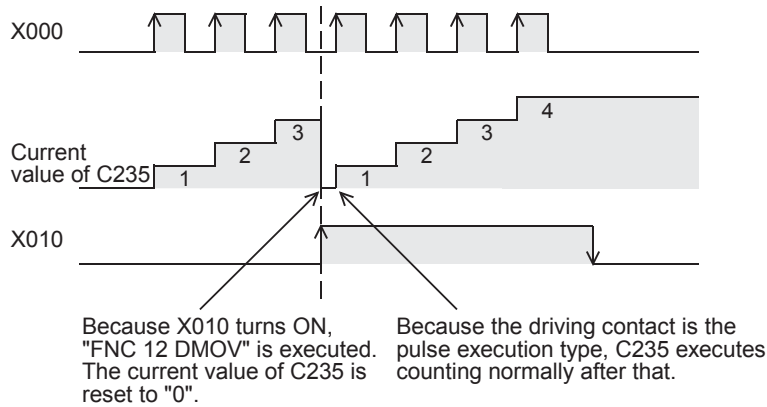 X000
Current
value of C235
1
2
3
1
2
3
4
X010
Because X010 turns ON,
"FNC 12 DMOV" is executed.
The current value of C235 is
reset to "0".
Because the driving contact is the
pulse execution type, C235 executes
counting normally after that.